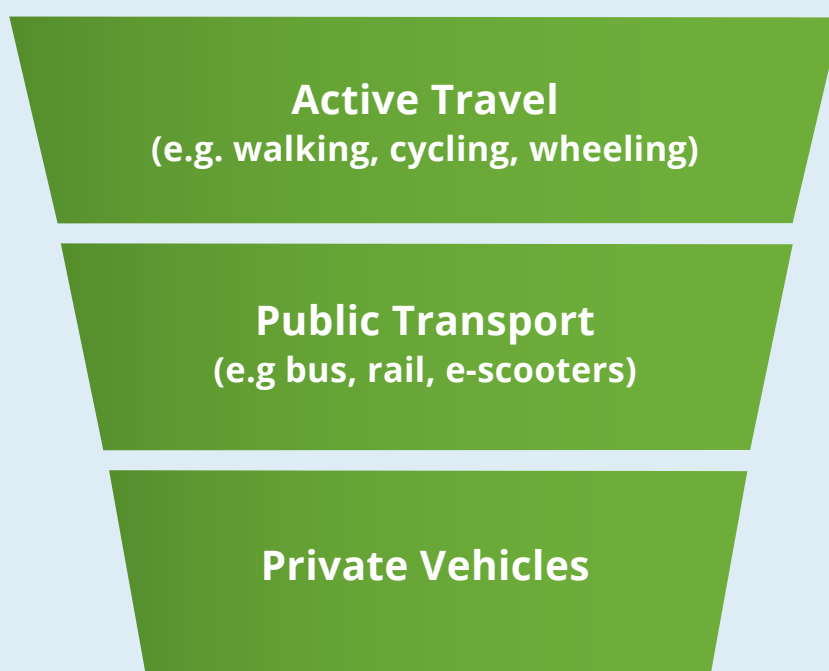 Active Travel
(e.g. walking, cycling, wheeling)
Public Transport
(e.g bus, rail, e-scooters)
Private Vehicles